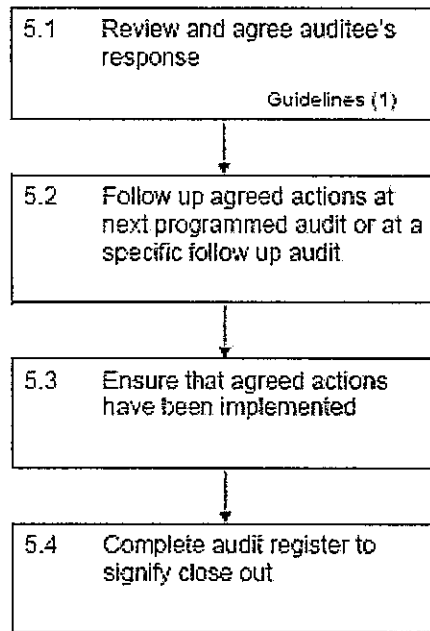 5.1 Review and agree auditee's
response
Guidelines (1)
5.2 Follow up agreed actions at
next programmed audit or at a
specific follow up audit
5.3 Ensure that agreed actions
have been implemented
5.4 Complete audit register to
signify close out